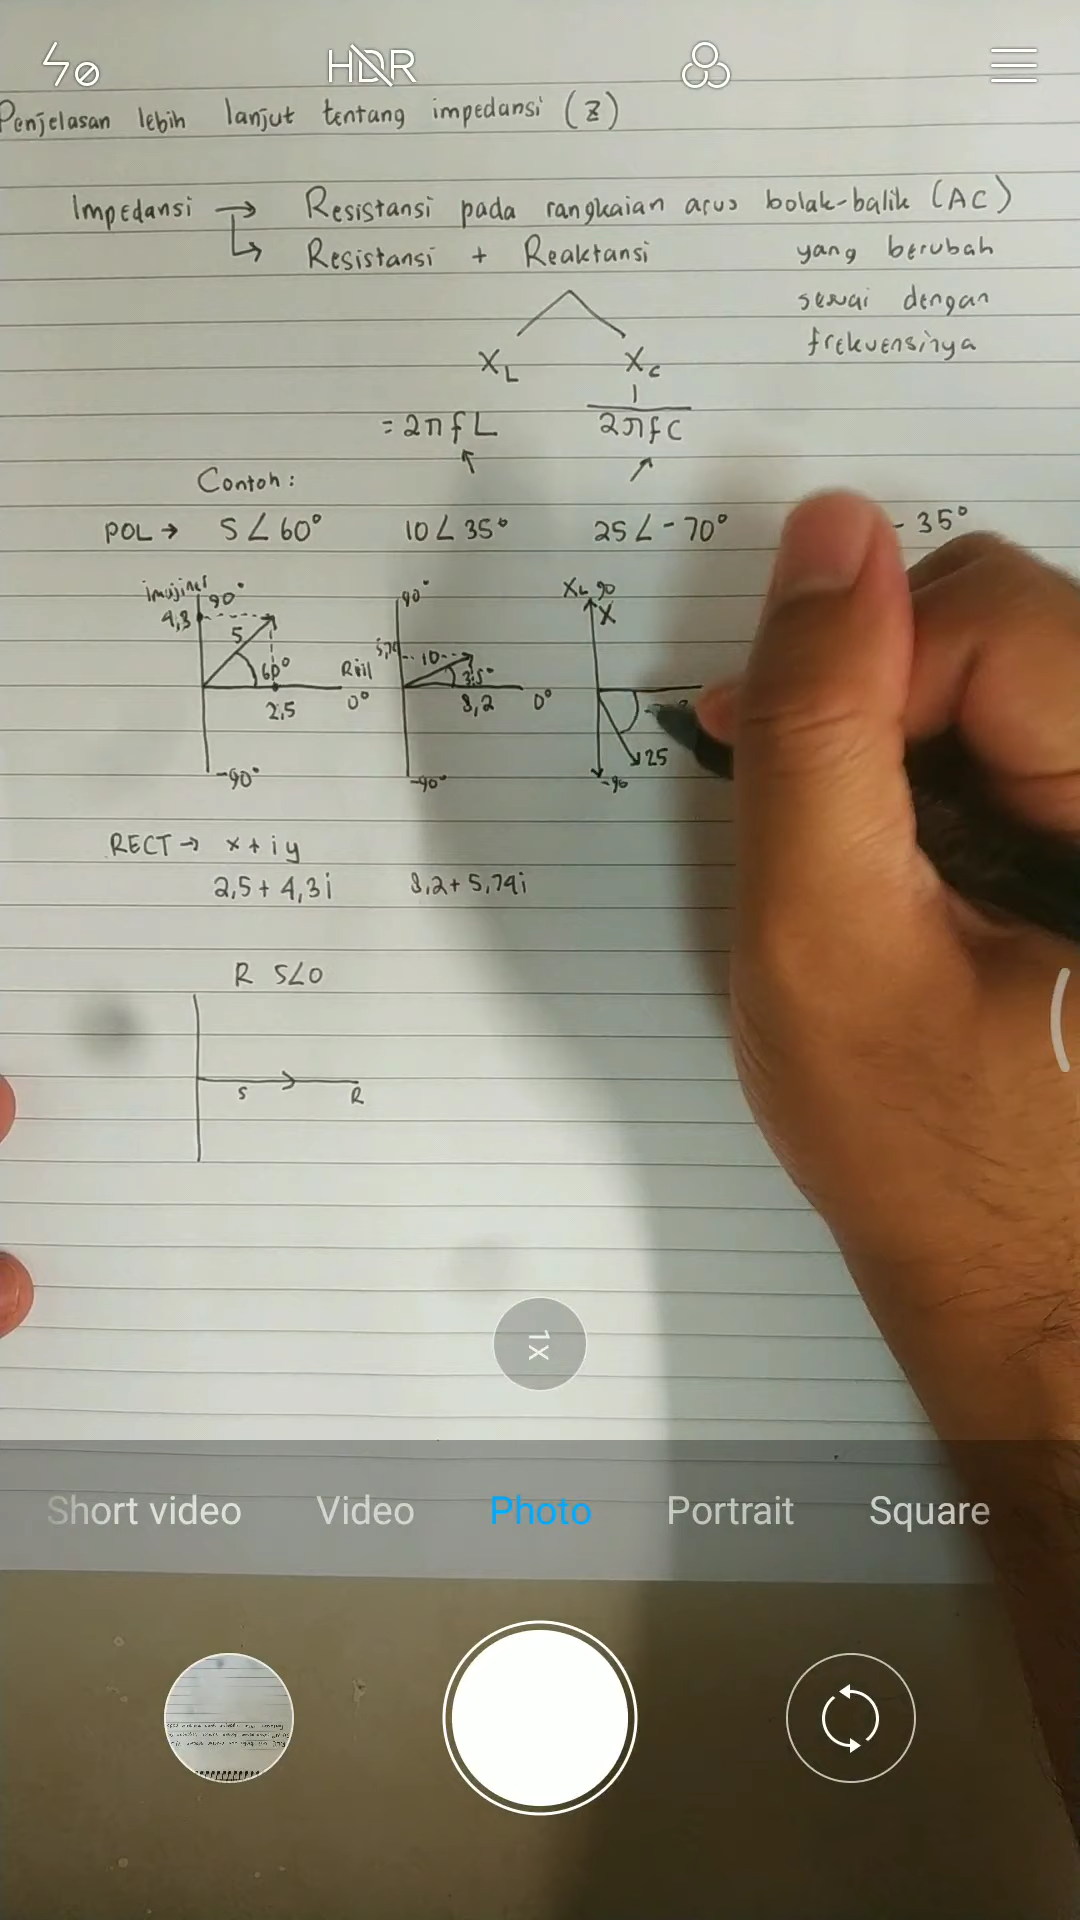 HDR
Penjelasan lebih lanjut tentang impedansi (Z)
Impedansi → Resistansi pada rangkaian arus bolak-balik (AC)
↳ Resistansi + Reaktansi
yang berubah
sesuai dengan
frekuensinya
XL XC
= 2πfL 1/2πfC
Contoh:
POL → 5∠60° 10∠35° 25∠-70° - 35°
imajiner 90° 90° XL 90
4,3 5 60° Riil 10 35° X
2,5 0° 8,2 0° 25
-90° -90° -90
RECT → x + iy
2,5 + 4,3i 8,2 + 5,74i
R 5∠0
5 R
1X
Short video Video Photo Portrait Square